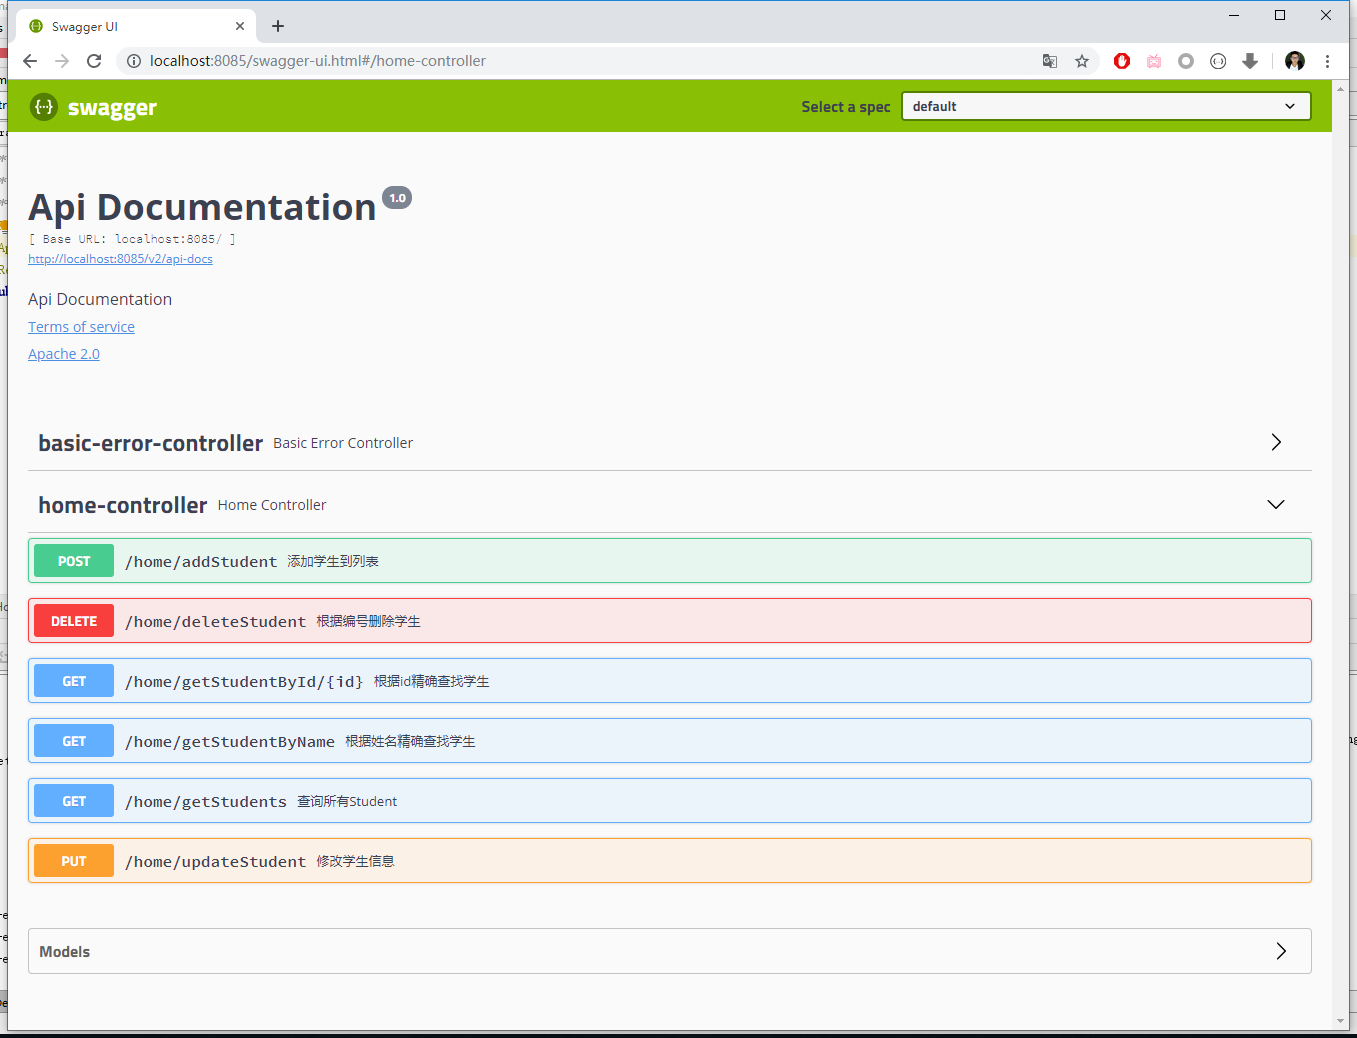 Swagger UI
localhost:8085/swagger-ui.html#/home-controller
swagger
Select a spec
default
Api Documentation 1.0
[ Base URL: localhost:8085/ ]
http://localhost:8085/v2/api-docs
Api Documentation
Terms of service
Apache 2.0
basic-error-controller Basic Error Controller
home-controller Home Controller
POST /home/addStudent 添加学生到列表
DELETE /home/deleteStudent 根据编号删除学生
GET /home/getStudentById/{id} 根据id精确查找学生
GET /home/getStudentByName 根据姓名精确查找学生
GET /home/getStudents 查询所有Student
PUT /home/updateStudent 修改学生信息
Models